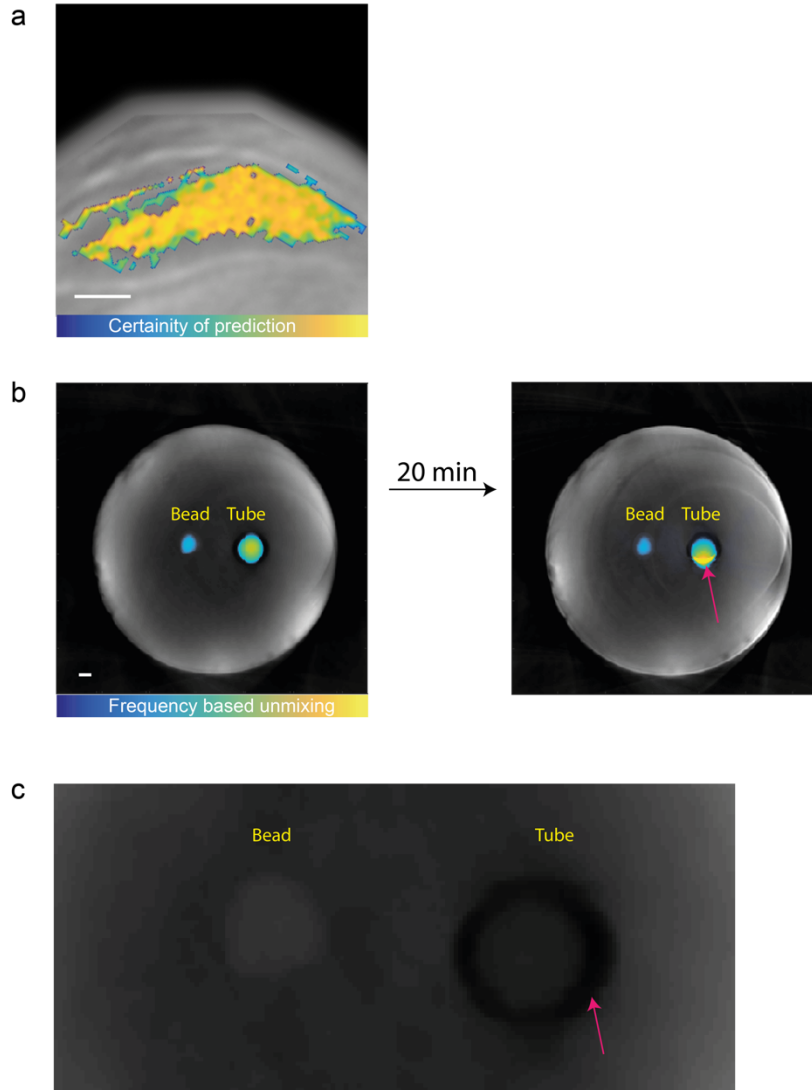 a
Certainity of prediction
b
Bead Tube
20 min
Bead Tube
Frequency based unmixing
c
Bead Tube